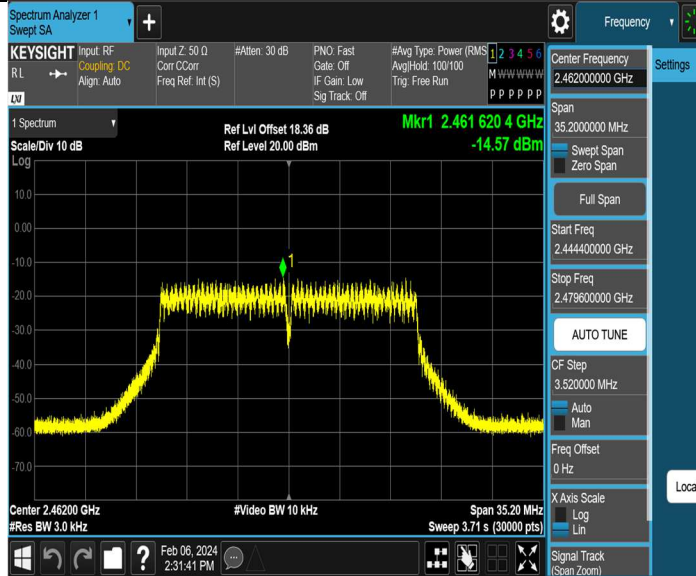 Spectrum Analyzer 1
Swept SA
Frequency
KEYSIGHT
RL
LXI
Input: RF
Coupling: DC
Align: Auto
Input Z: 50 Ω
Corr CCorr
Freq Ref: Int (S)
#Atten: 30 dB
PNO: Fast
Gate: Off
IF Gain: Low
Sig Track: Off
#Avg Type: Power (RMS
Avg|Hold: 100/100
Trig: Free Run
1 2 3 4 5 6
M W W W W W
P P P P P P
1 Spectrum
Scale/Div 10 dB
Ref Lvl Offset 18.36 dB
Ref Level 20.00 dBm
Mkr1 2.461 620 4 GHz
-14.57 dBm
Log
10.0
0.00
-10.0
-20.0
-30.0
-40.0
-50.0
-60.0
-70.0
1
Center 2.46200 GHz
#Res BW 3.0 kHz
#Video BW 10 kHz
Span 35.20 MHz
Sweep 3.71 s (30000 pts)
Feb 06, 2024
2:31:41 PM
Center Frequency
2.462000000 GHz
Span
35.2000000 MHz
Swept Span
Zero Span
Full Span
Start Freq
2.444400000 GHz
Stop Freq
2.479600000 GHz
AUTO TUNE
CF Step
3.520000 MHz
Auto
Man
Freq Offset
0 Hz
X Axis Scale
Log
Lin
Signal Track
(Span Zoom)
Settings
Loca